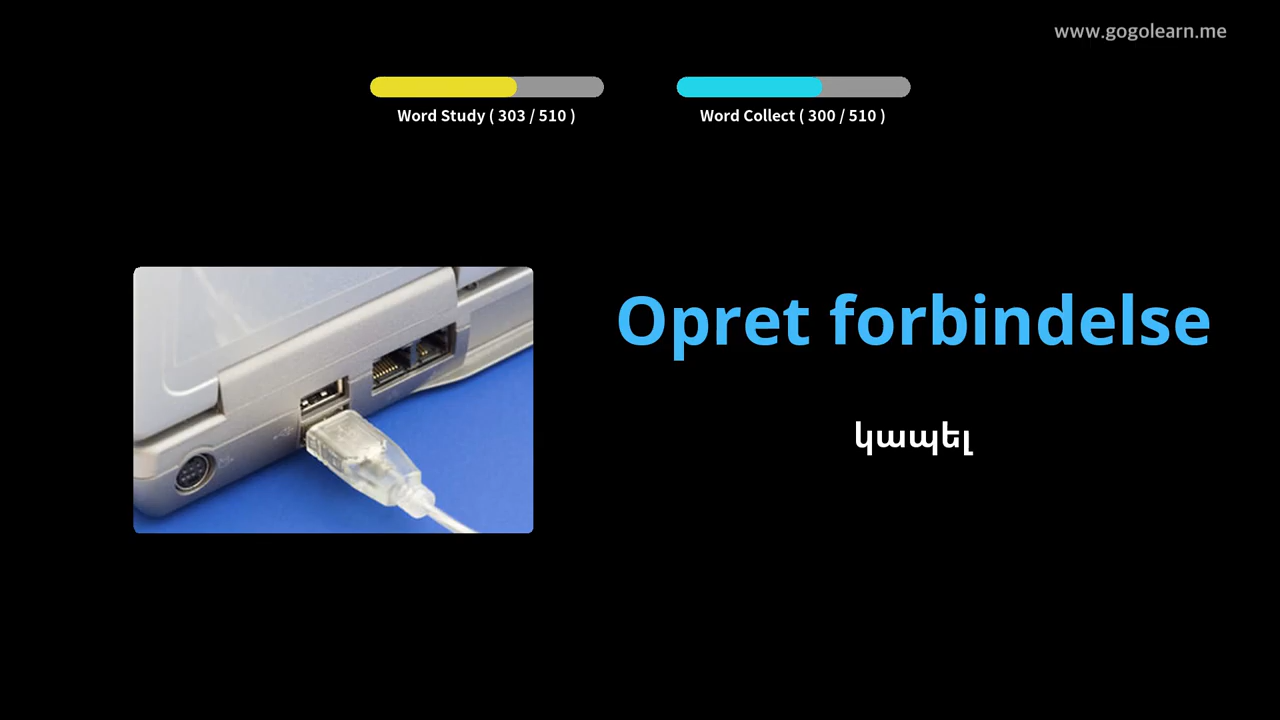 www.gogolearn.me
Word Study ( 303 / 510 )
Word Collect ( 300 / 510 )
Opret forbindelse
կապել